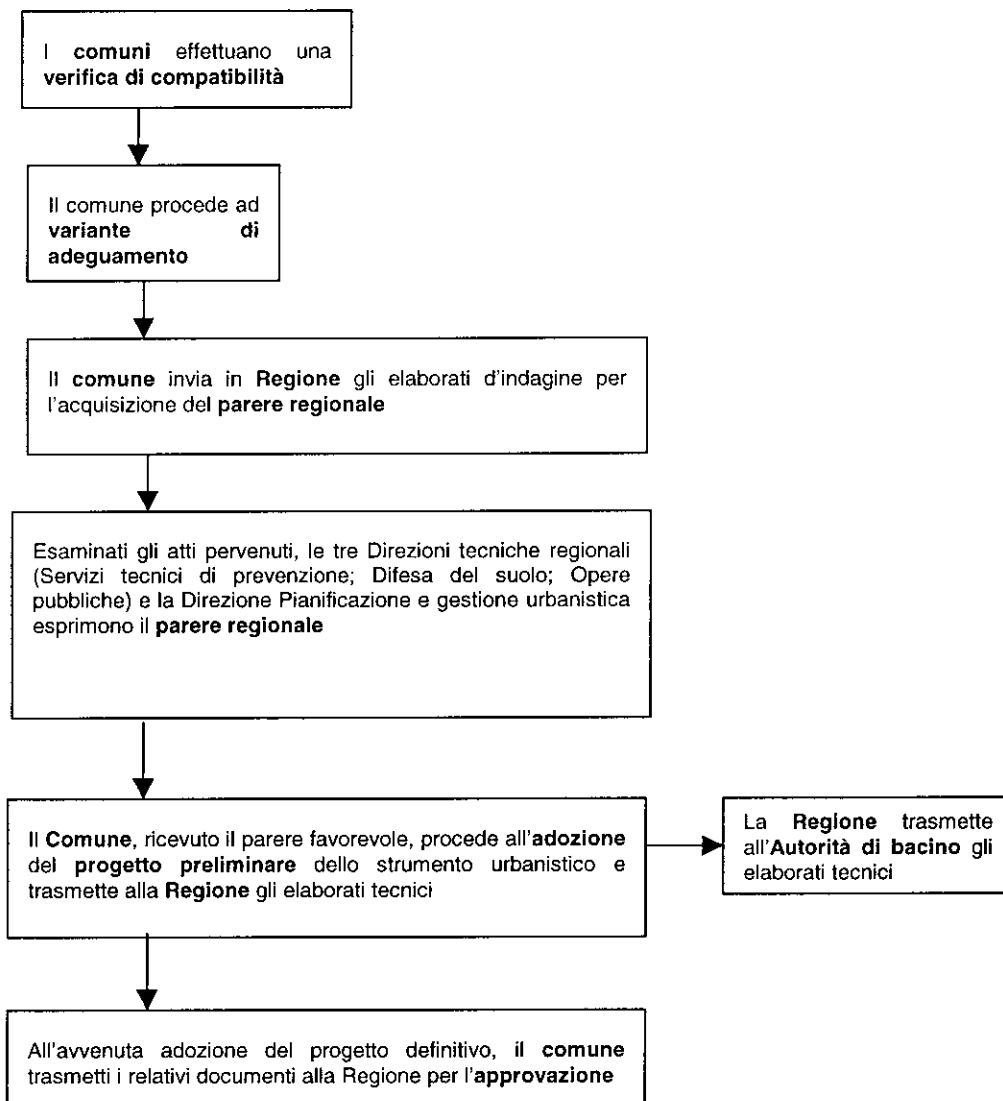 I comuni effettuano una
verifica di compatibilità
Il comune procede ad
variante di
adeguamento
Il comune invia in Regione gli elaborati d'indagine per
l'acquisizione del parere regionale
Esaminati gli atti pervenuti, le tre Direzioni tecniche regionali
(Servizi tecnici di prevenzione; Difesa del suolo; Opere
pubbliche) e la Direzione Pianificazione e gestione urbanistica
esprimono il parere regionale
Il Comune, ricevuto il parere favorevole, procede all'adozione
del progetto preliminare dello strumento urbanistico e
trasmette alla Regione gli elaborati tecnici
La Regione trasmette
all'Autorità di bacino gli
elaborati tecnici
All'avvenuta adozione del progetto definitivo, il comune
trasmetti i relativi documenti alla Regione per l'approvazione